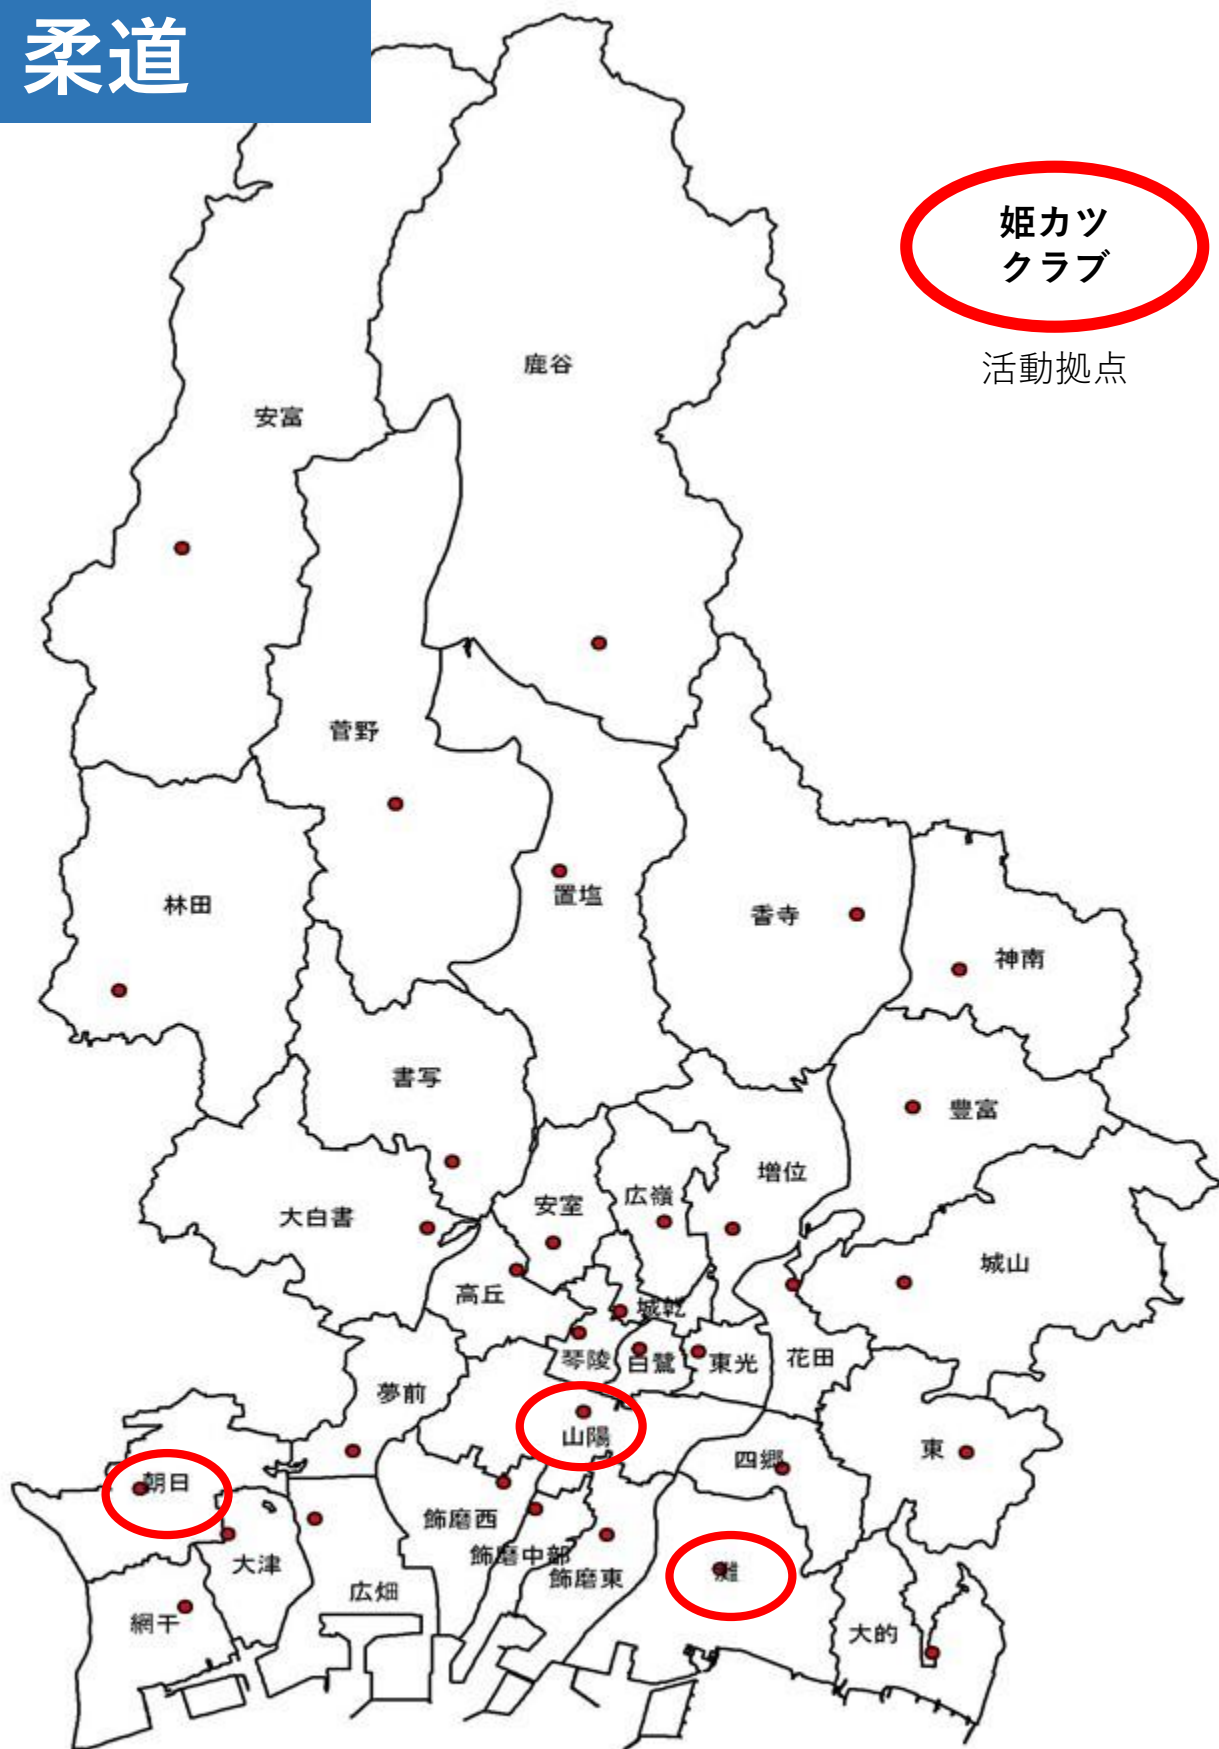 柔道
姫カツ
クラブ
活動拠点
鹿谷
安富
菅野
置塩
林田
香寺
神南
書写
豊富
増位
広嶺
安室
大白書
城山
高丘
城乾
琴陵
白鷺
東光
花田
夢前
山陽
四郷
東
朝日
飾磨西
飾磨中部
飾磨東
大津
灘
広畑
網干
大的